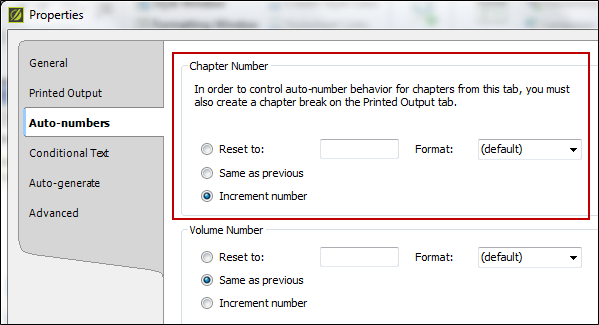 Properties
General
Printed Output
Auto-numbers
Conditional Text
Auto-generate
Advanced
Chapter Number
In order to control auto-number behavior for chapters from this tab, you must
also create a chapter break on the Printed Output tab.
Reset to: Format: (default)
Same as previous
Increment number
Volume Number
Reset to: Format: (default)
Same as previous
Increment number